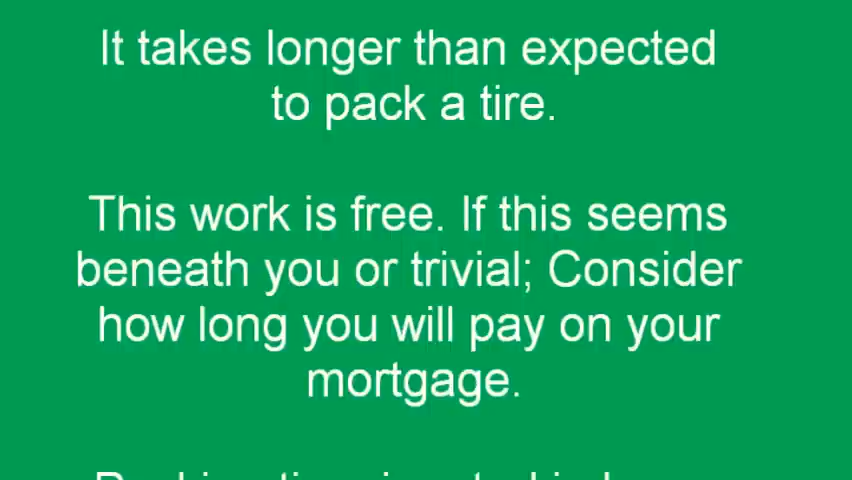 It takes longer than expected
to pack a tire.
This work is free. If this seems
beneath you or trivial; Consider
how long you will pay on your
mortgage.